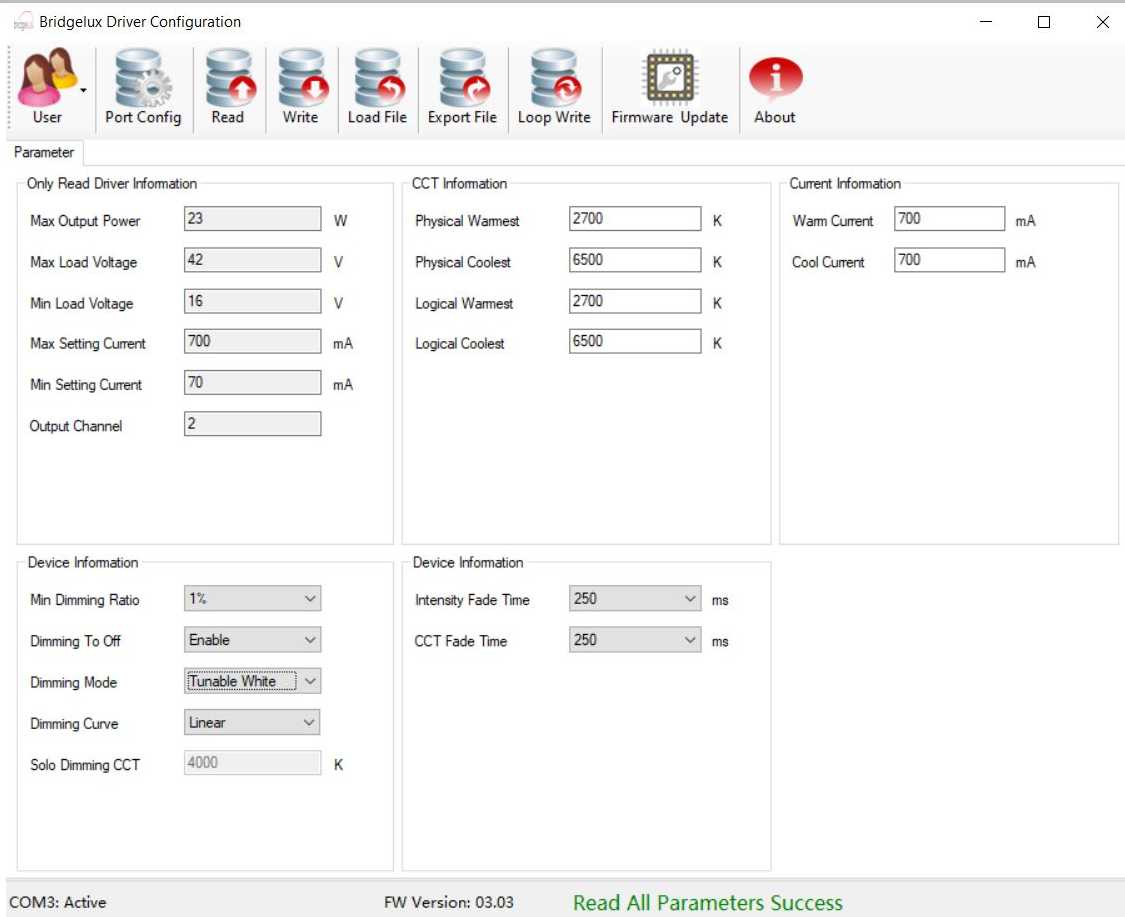 Bridgelux Driver Configuration
User
Port Config
Read
Write
Load File
Export File
Loop Write
Firmware Update
About
Parameter
Only Read Driver Information
Max Output Power 23 W
Max Load Voltage 42 V
Min Load Voltage 16 V
Max Setting Current 700 mA
Min Setting Current 70 mA
Output Channel 2
CCT Information
Physical Warmest 2700 K
Physical Coolest 6500 K
Logical Warmest 2700 K
Logical Coolest 6500 K
Current Information
Warm Current 700 mA
Cool Current 700 mA
Device Information
Min Dimming Ratio 1%
Dimming To Off Enable
Dimming Mode Tunable White
Dimming Curve Linear
Solo Dimming CCT 4000 K
Device Information
Intensity Fade Time 250 ms
CCT Fade Time 250 ms
COM3: Active
FW Version: 03.03
Read All Parameters Success